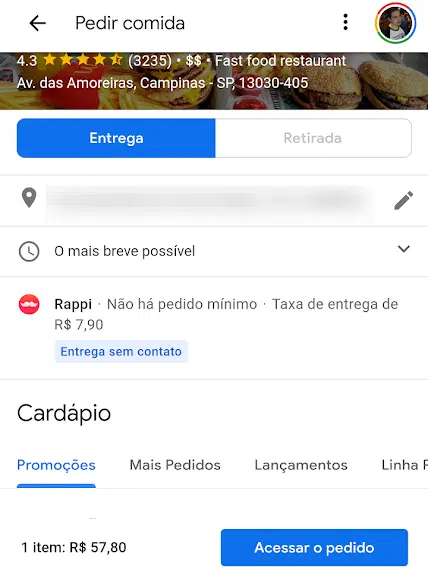 Pedir comida
4.3 (3235) • $$ • Fast food restaurant
Av. das Amoreiras, Campinas - SP, 13030-405
Entrega
Retirada
O mais breve possível
Rappi · Não há pedido mínimo · Taxa de entrega de
R$ 7,90
Entrega sem contato
Cardápio
Promoções
Mais Pedidos
Lançamentos
Linha
1 item: R$ 57,80
Acessar o pedido